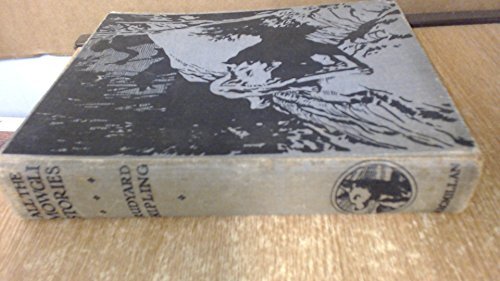 ALL THE
MOWGLI
STORIES
RUDYARD
KIPLING
MACMILLAN